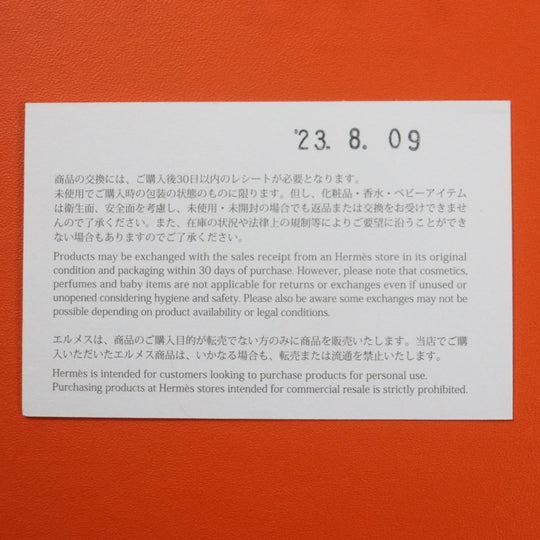 '23. 8. 09
商品の交換には、ご購入後30日以内のレシートが必要となります。
未使用でご購入時の包装の状態のものに限ります。但し、化粧品・香水・ベビーアイテム
は衛生面、安全面を考慮し、未使用・未開封の場合でも返品または交換をお受けできませ
んので了承ください。また、在庫の状況や法律上の規制等によりご要望に沿うことができ
ない場合もありますのでご了承ください。
Products may be exchanged with the sales receipt from an Hermès store in its original
condition and packaging within 30 days of purchase. However, please note that cosmetics,
perfumes and baby items are not applicable for returns or exchanges even if unused or
unopened considering hygiene and safety. Please also be aware some exchanges may not be
possible depending on product availability or legal conditions.
エルメスは、商品のご購入目的が転売でない方のみに商品を販売いたします。当店でご購
入いただいたエルメス商品は、いかなる場合も、転売または流通を禁止いたします。
Hermès is intended for customers looking to purchase products for personal use.
Purchasing products at Hermès stores intended for commercial resale is strictly prohibited.